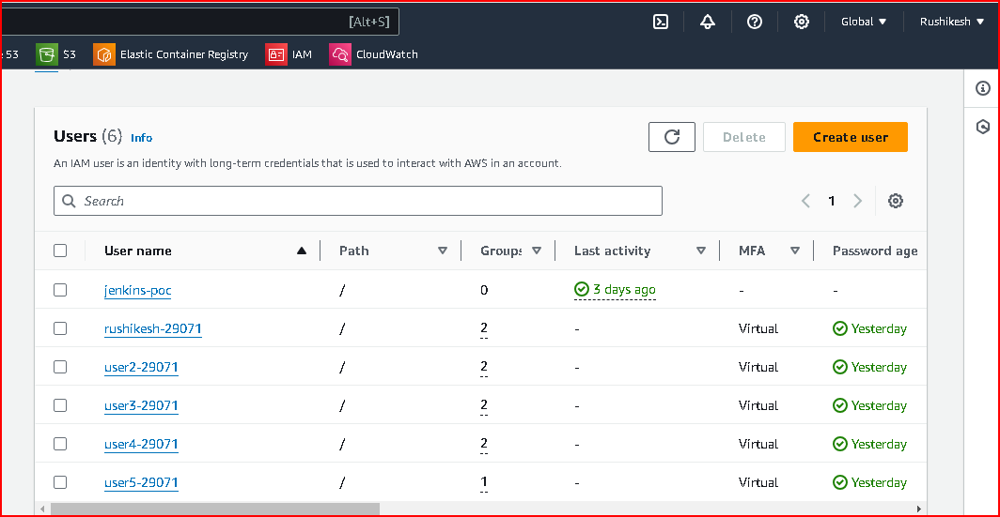 [Alt+S]
Global ▼ Rushikesh ▼
e 53 S3 Elastic Container Registry IAM CloudWatch
Users (6) Info
Delete Create user
An IAM user is an identity with long-term credentials that is used to interact with AWS in an account.
Search
1
User name Path Groups Last activity MFA Password age
jenkins-poc / 0 3 days ago - -
rushikesh-29071 / 2 - Virtual Yesterday
user2-29071 / 2 - Virtual Yesterday
user3-29071 / 2 - Virtual Yesterday
user4-29071 / 2 - Virtual Yesterday
user5-29071 / 1 - Virtual Yesterday